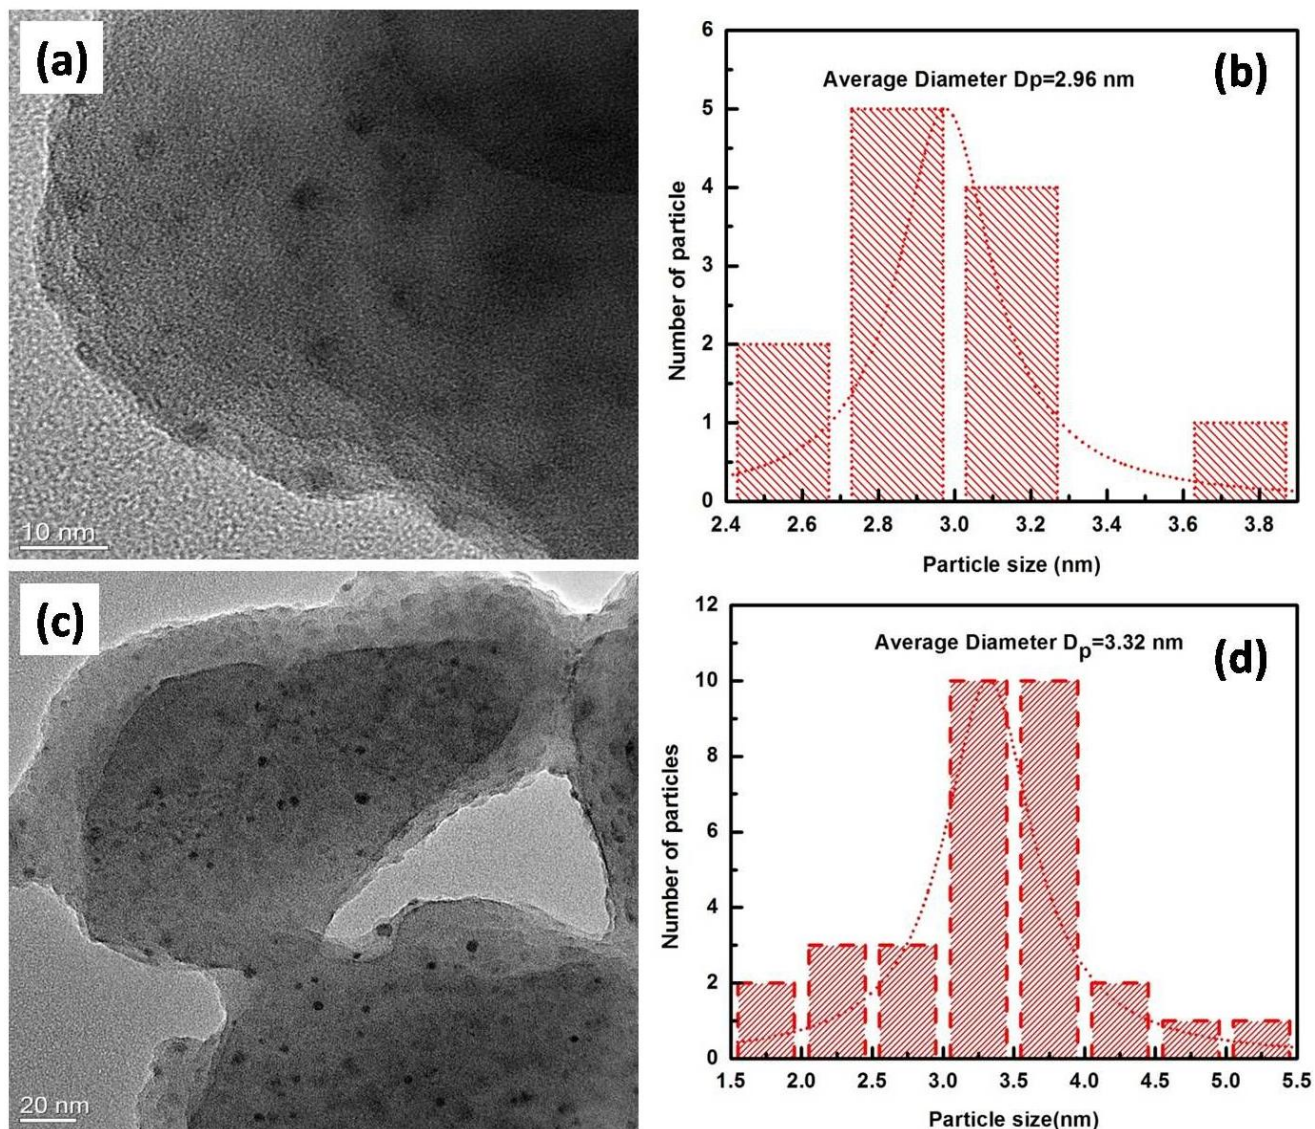 (a)
10 nm
(b)
Average Diameter Dp=2.96 nm
Number of particle
6
5
4
3
2
1
0
2.4 2.6 2.8 3.0 3.2 3.4 3.6 3.8
Particle size (nm)
(c)
20 nm
(d)
Average Diameter Dp=3.32 nm
Number of particles
12
10
8
6
4
2
0
1.5 2.0 2.5 3.0 3.5 4.0 4.5 5.0 5.5
Particle size(nm)